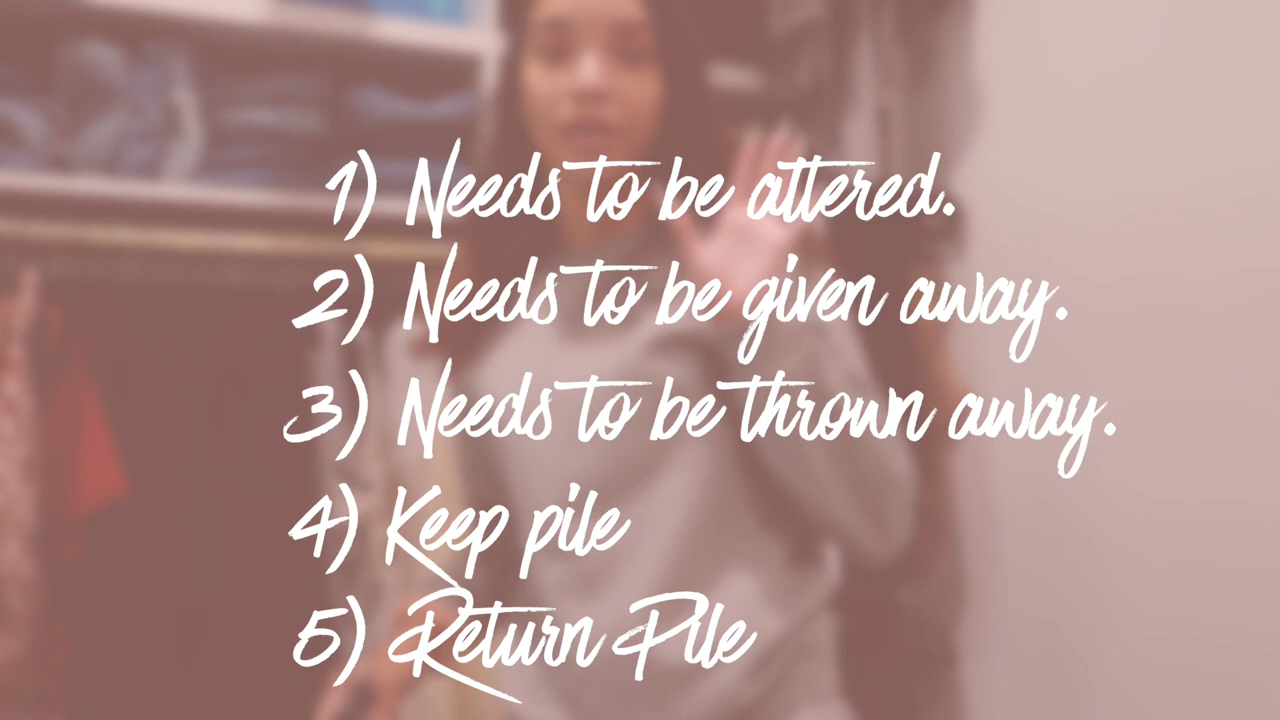 1) Needs to be altered.
2) Needs to be given away.
3) Needs to be thrown away.
4) Keep pile
5) Return Pile